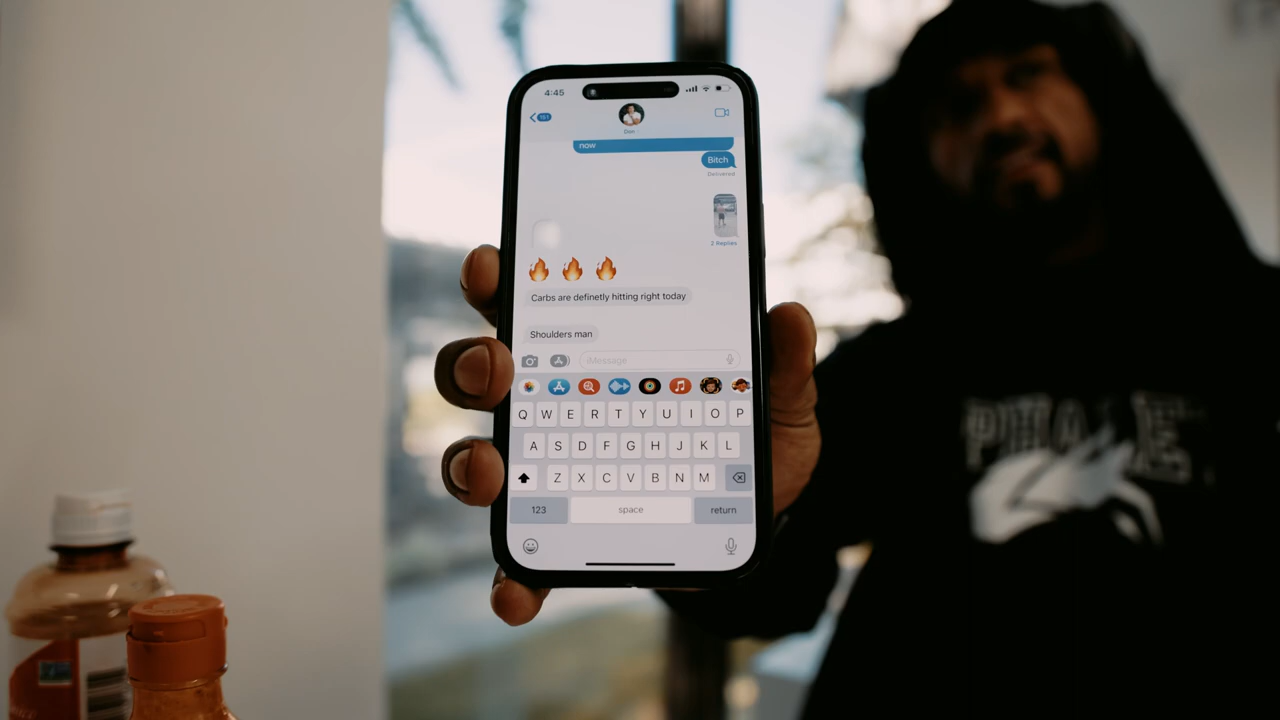 4:45
151
Don
now
Bitch
Delivered
2 Replies
🔥 🔥 🔥
Carbs are definetly hitting right today
Shoulders man
iMessage
Q W E R T Y U I O P
A S D F G H J K L
Z X C V B N M
123 space return